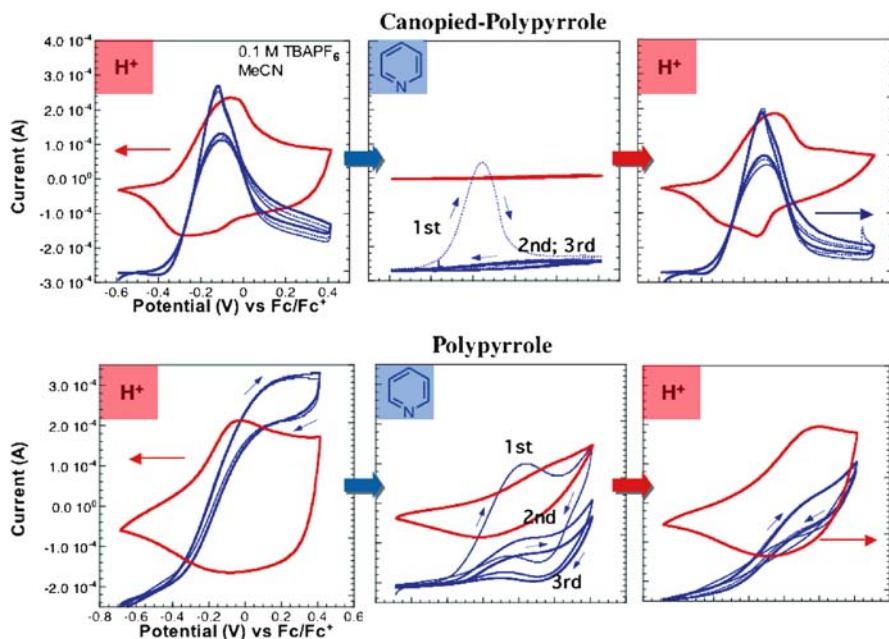 Canopied-Polypyrrole
H⁺
0.1 M TBAPF₆
MeCN
N
H⁺
Current (A)
4.0 10⁻⁴
3.0 10⁻⁴
2.0 10⁻⁴
1.0 10⁻⁴
0.0 10⁰
-1.0 10⁻⁴
-2.0 10⁻⁴
-3.0 10⁻⁴
1st
2nd; 3rd
-0.6 -0.4 -0.2 0 0.2 0.4
Potential (V) vs Fc/Fc⁺
Polypyrrole
H⁺
N
H⁺
Current (A)
3.0 10⁻⁴
2.0 10⁻⁴
1.0 10⁻⁴
0.0 10⁰
-1.0 10⁻⁴
-2.0 10⁻⁴
1st
2nd
3rd
-0.8 -0.6 -0.4 -0.2 0 0.2 0.4 0.6
Potential (V) vs Fc/Fc⁺